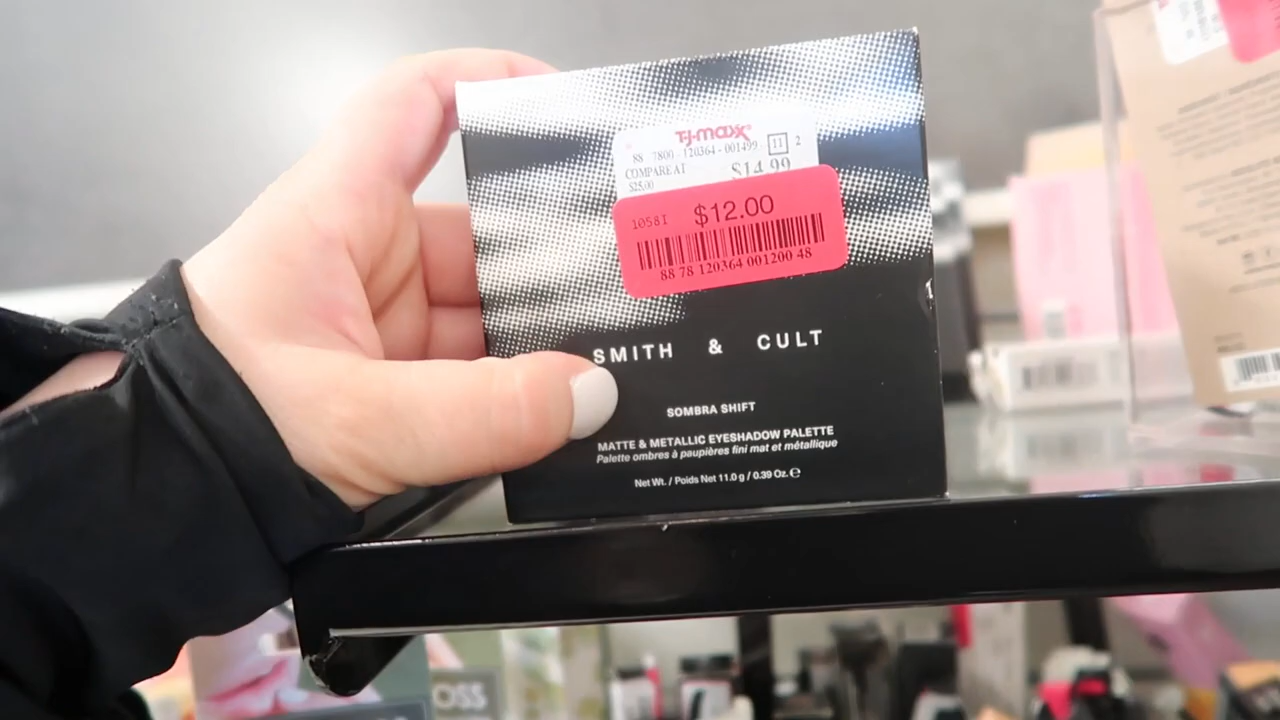 T.J.maxx®
88 7800 - 120364 - 001499 - 11 2
COMPARE AT $14.99
$25.00
1058I $12.00
88 78 120364 001200 48
SMITH & CULT
SOMBRA SHIFT
MATTE & METALLIC EYESHADOW PALETTE
Palette ombres à paupières fini mat et métallique
Net Wt. / Poids Net 11.0 g / 0.39 Oz. ℮
OSS